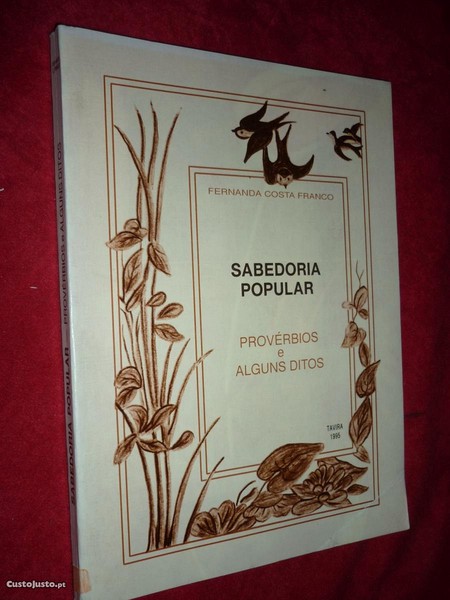 FERNANDA COSTA FRANCO
SABEDORIA
POPULAR
PROVÉRBIOS
e
ALGUNS DITOS
TAVIRA
1995
SABEDORIA POPULAR PROVÉRBIOS e ALGUNS DITOS
CustoJusto.pt